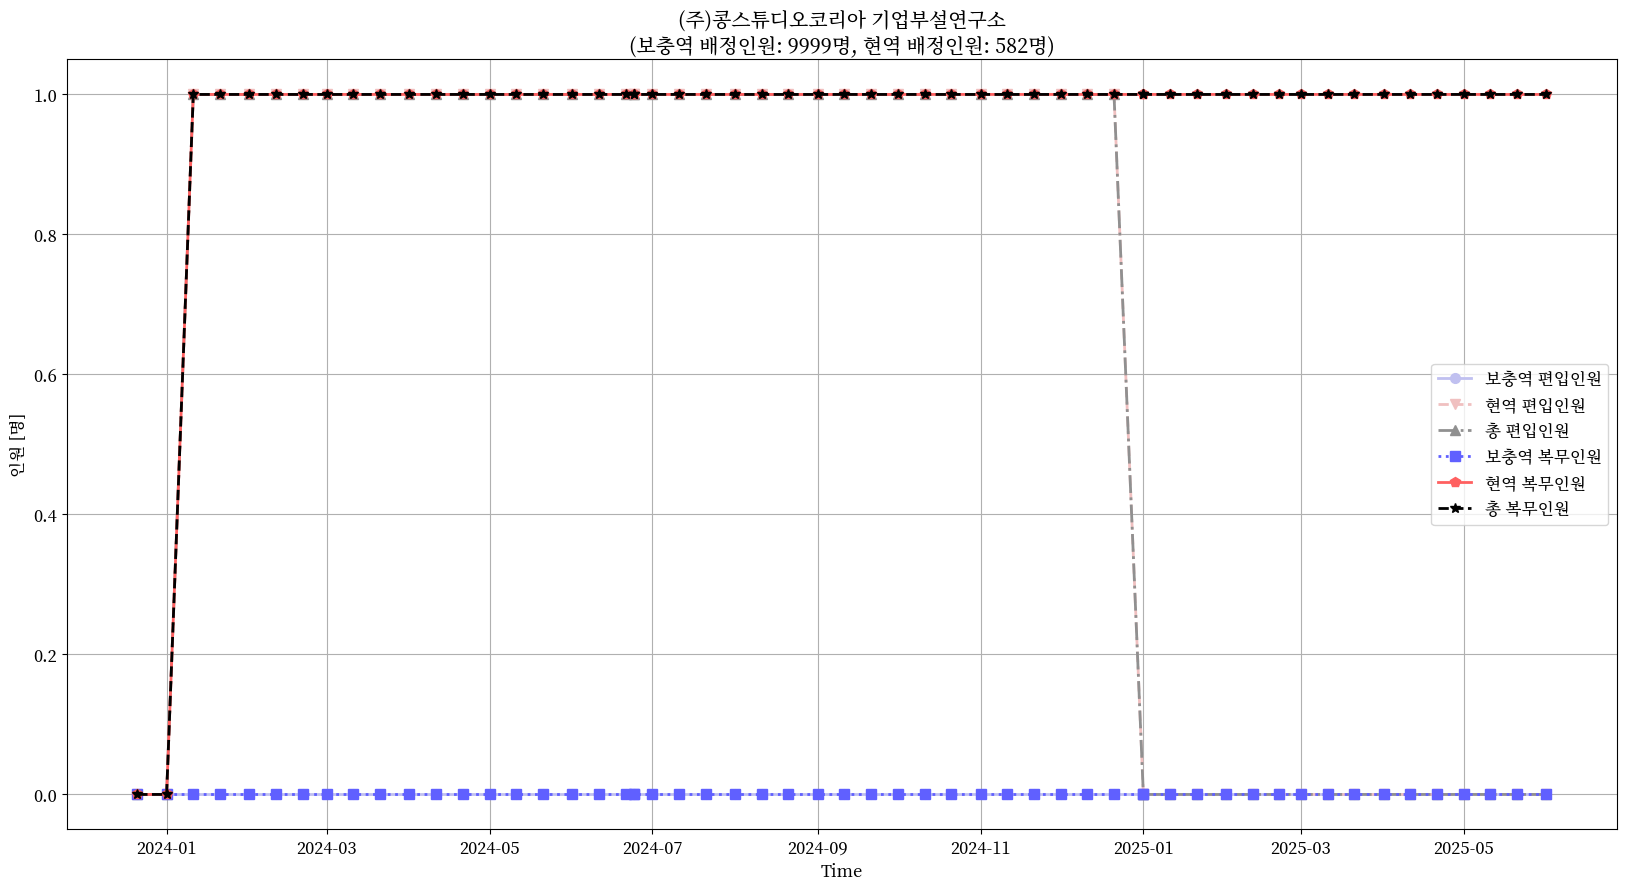 (주)콩스튜디오코리아 기업부설연구소
(보충역 배정인원: 9999명, 현역 배정인원: 582명)
인원 [명]
1.0
0.8
0.6
0.4
0.2
0.0
보충역 편입인원
현역 편입인원
총 편입인원
보충역 복무인원
현역 복무인원
총 복무인원
2024-01 2024-03 2024-05 2024-07 2024-09 2024-11 2025-01 2025-03 2025-05
Time